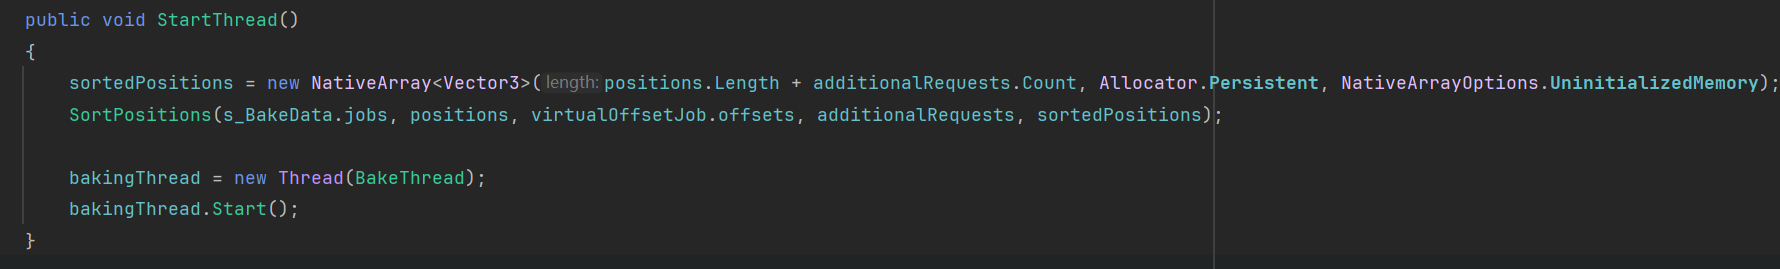 public void StartThread()
{
sortedPositions = new NativeArray<Vector3>(length: positions.Length + additionalRequests.Count, Allocator.Persistent, NativeArrayOptions.UninitializedMemory);
SortPositions(s_BakeData.jobs, positions, virtualOffsetJob.offsets, additionalRequests, sortedPositions);
bakingThread = new Thread(BakeThread);
bakingThread.Start();
}